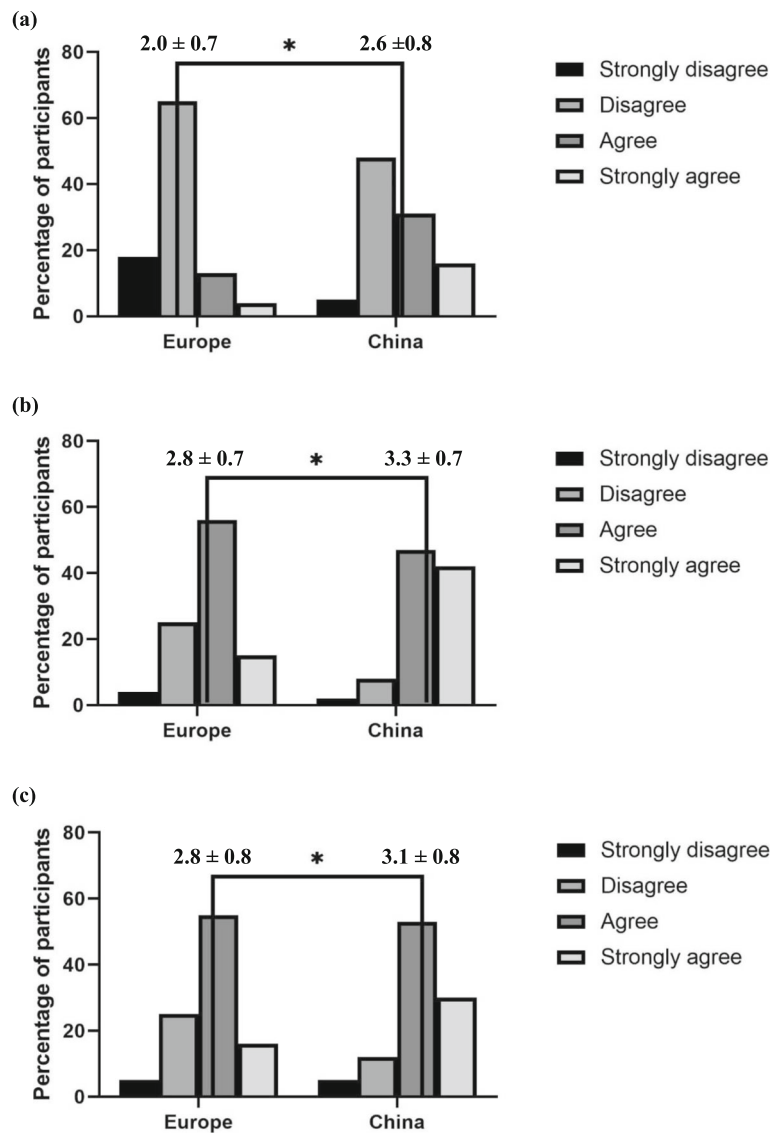 (a)
2.0 ± 0.7 * 2.6 ±0.8
80
60
40
20
0
Percentage of participants
Europe China
Strongly disagree
Disagree
Agree
Strongly agree
(b)
2.8 ± 0.7 * 3.3 ± 0.7
80
60
40
20
0
Percentage of participants
Europe China
Strongly disagree
Disagree
Agree
Strongly agree
(c)
2.8 ± 0.8 * 3.1 ± 0.8
80
60
40
20
0
Percentage of participants
Europe China
Strongly disagree
Disagree
Agree
Strongly agree